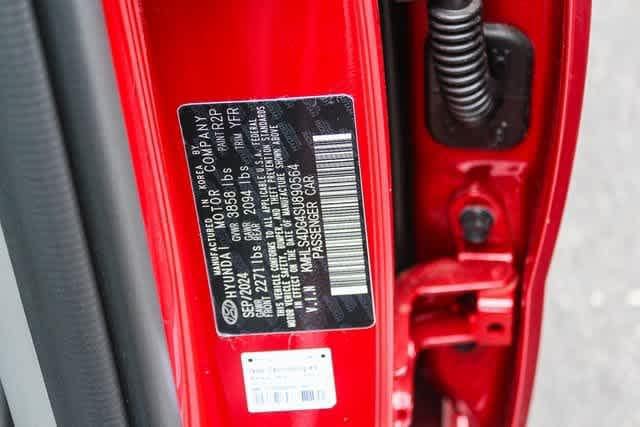 MANUFACTURED IN KOREA BY
HYUNDAI MOTOR COMPANY
SEP/2024 GVWR 3858 lbs PAINT R2P
GAWR FRONT 2271 lbs GAWR REAR 2094 lbs TRIM YFR
THIS VEHICLE CONFORMS TO ALL APPLICABLE U.S.A. FEDERAL
MOTOR VEHICLE SAFETY, BUMPER, AND THEFT PREVENTION STANDARDS
IN EFFECT ON THE DATE OF MANUFACTURE SHOWN ABOVE
V.I.N KMHLS4DG4SU890564
PASSENGER CAR